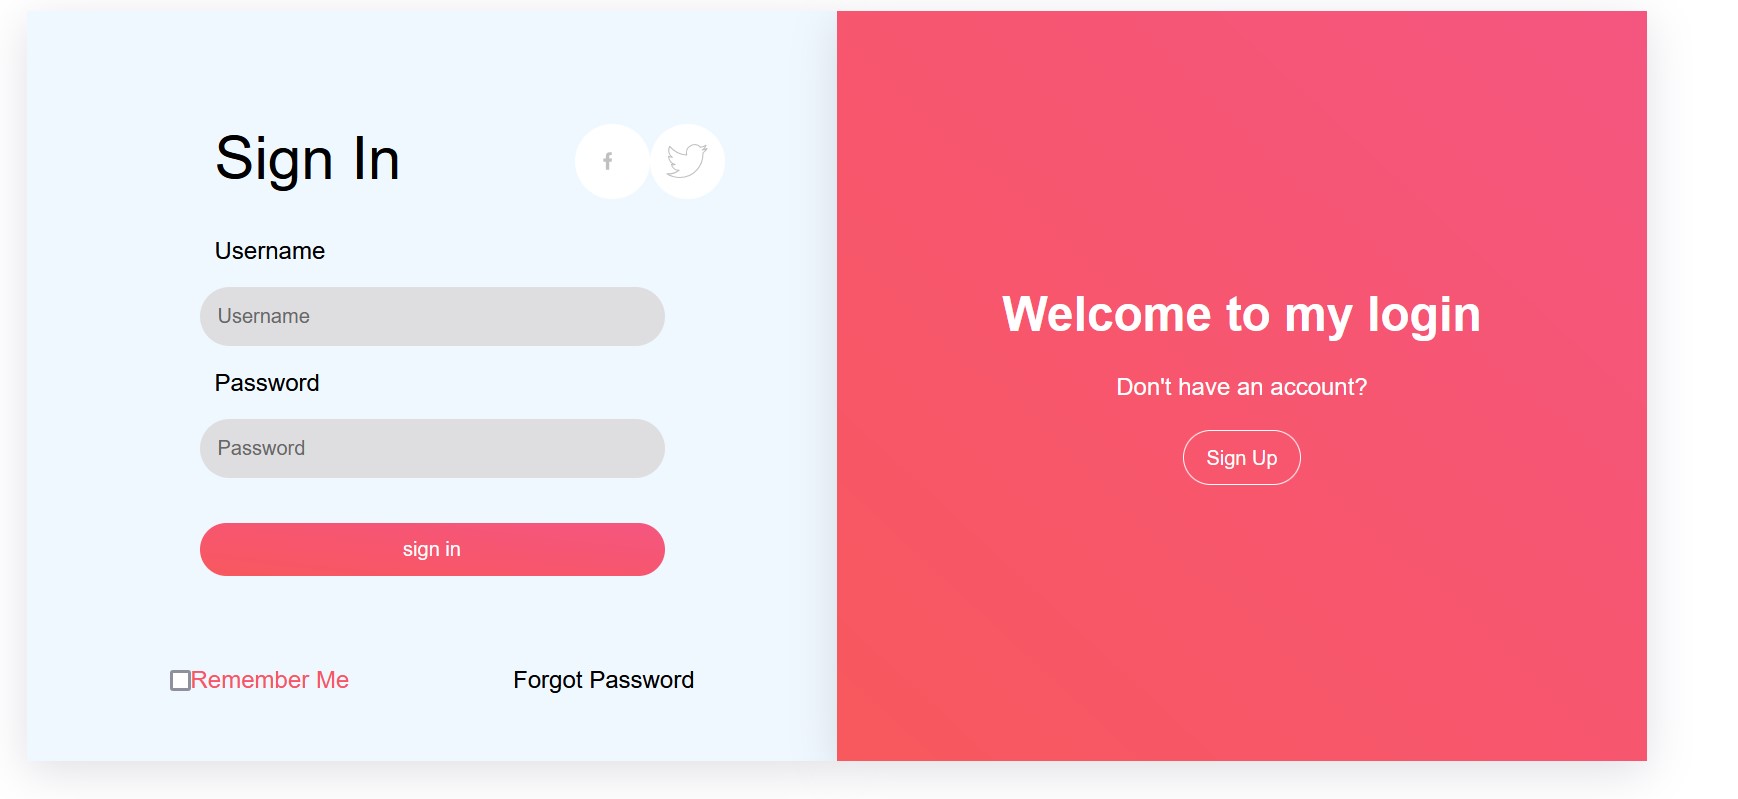 Sign In
Username
Username
Password
Password
sign in
Remember Me
Forgot Password
Welcome to my login
Don't have an account?
Sign Up